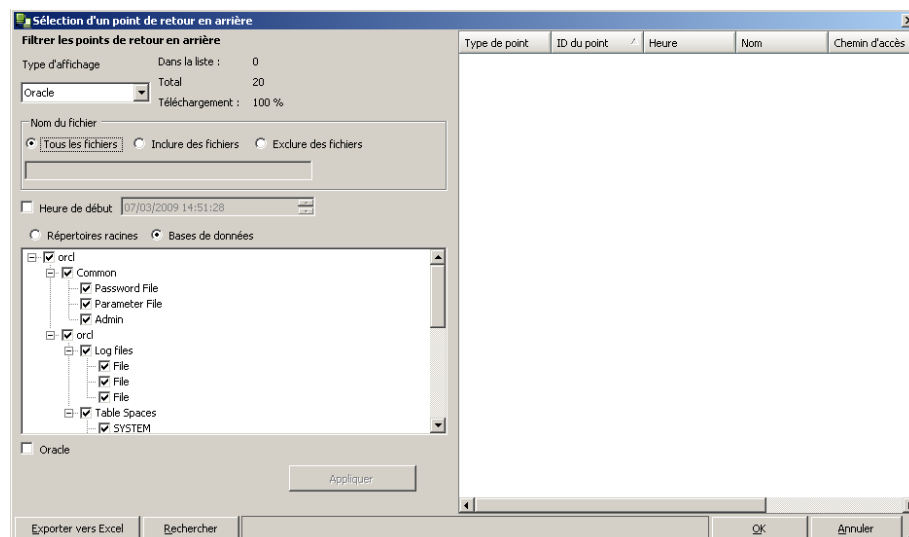 Sélection d'un point de retour en arrière
Filtrer les points de retour en arrière
Type d'affichage
Dans la liste : 0
Oracle
Total 20
Téléchargement : 100 %
Nom du fichier
Tous les fichiers Inclure des fichiers Exclure des fichiers
Heure de début 07/03/2009 14:51:28
Répertoires racines Bases de données
orcl
Common
Password File
Parameter File
Admin
orcl
Log files
File
File
File
Table Spaces
SYSTEM
Oracle
Appliquer
Type de point ID du point Heure Nom Chemin d'accès
Exporter vers Excel Rechercher OK Annuler